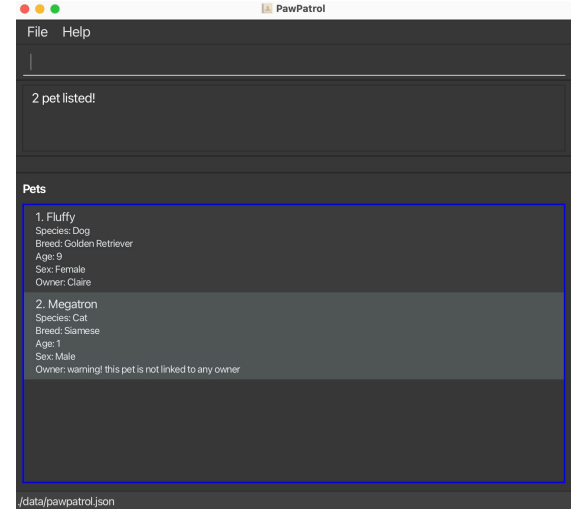 PawPatrol
File Help
2 pet listed!
Pets
1. Fluffy
Species: Dog
Breed: Golden Retriever
Age: 9
Sex: Female
Owner: Claire
2. Megatron
Species: Cat
Breed: Siamese
Age: 1
Sex: Male
Owner: warning! this pet is not linked to any owner
./data/pawpatrol.json